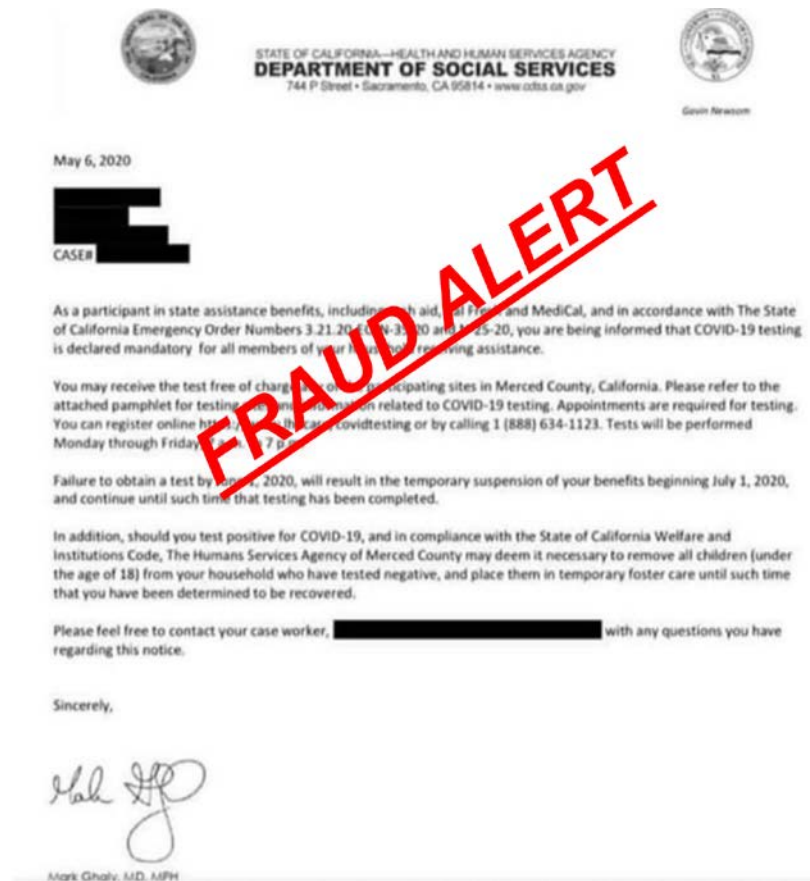 STATE OF CALIFORNIA—HEALTH AND HUMAN SERVICES AGENCY
DEPARTMENT OF SOCIAL SERVICES
744 P Street • Sacramento, CA 95814 • www.cdss.ca.gov
Gavin Newsom
May 6, 2020
CASE#
FRAUD ALERT
As a participant in state assistance benefits, including aid, and MediCal, and in accordance with The State
of California Emergency Order Numbers 3.21.20 and 25-20, you are being informed that COVID-19 testing
is declared mandatory for all members of your receiving assistance.
You may receive the test free of charge participating sites in Merced County, California. Please refer to the
attached pamphlet for testing related to COVID-19 testing. Appointments are required for testing.
You can register online covidtesting or by calling 1 (888) 634-1123. Tests will be performed
Monday through Friday 7 p.m.
Failure to obtain a test by 2020, will result in the temporary suspension of your benefits beginning July 1, 2020,
and continue until such time that testing has been completed.
In addition, should you test positive for COVID-19, and in compliance with the State of California Welfare and
Institutions Code, The Humans Services Agency of Merced County may deem it necessary to remove all children (under
the age of 18) from your household who have tested negative, and place them in temporary foster care until such time
that you have been determined to be recovered.
Please feel free to contact your case worker, with any questions you have
regarding this notice.
Sincerely,
Mark Ghaly, MD, MPH